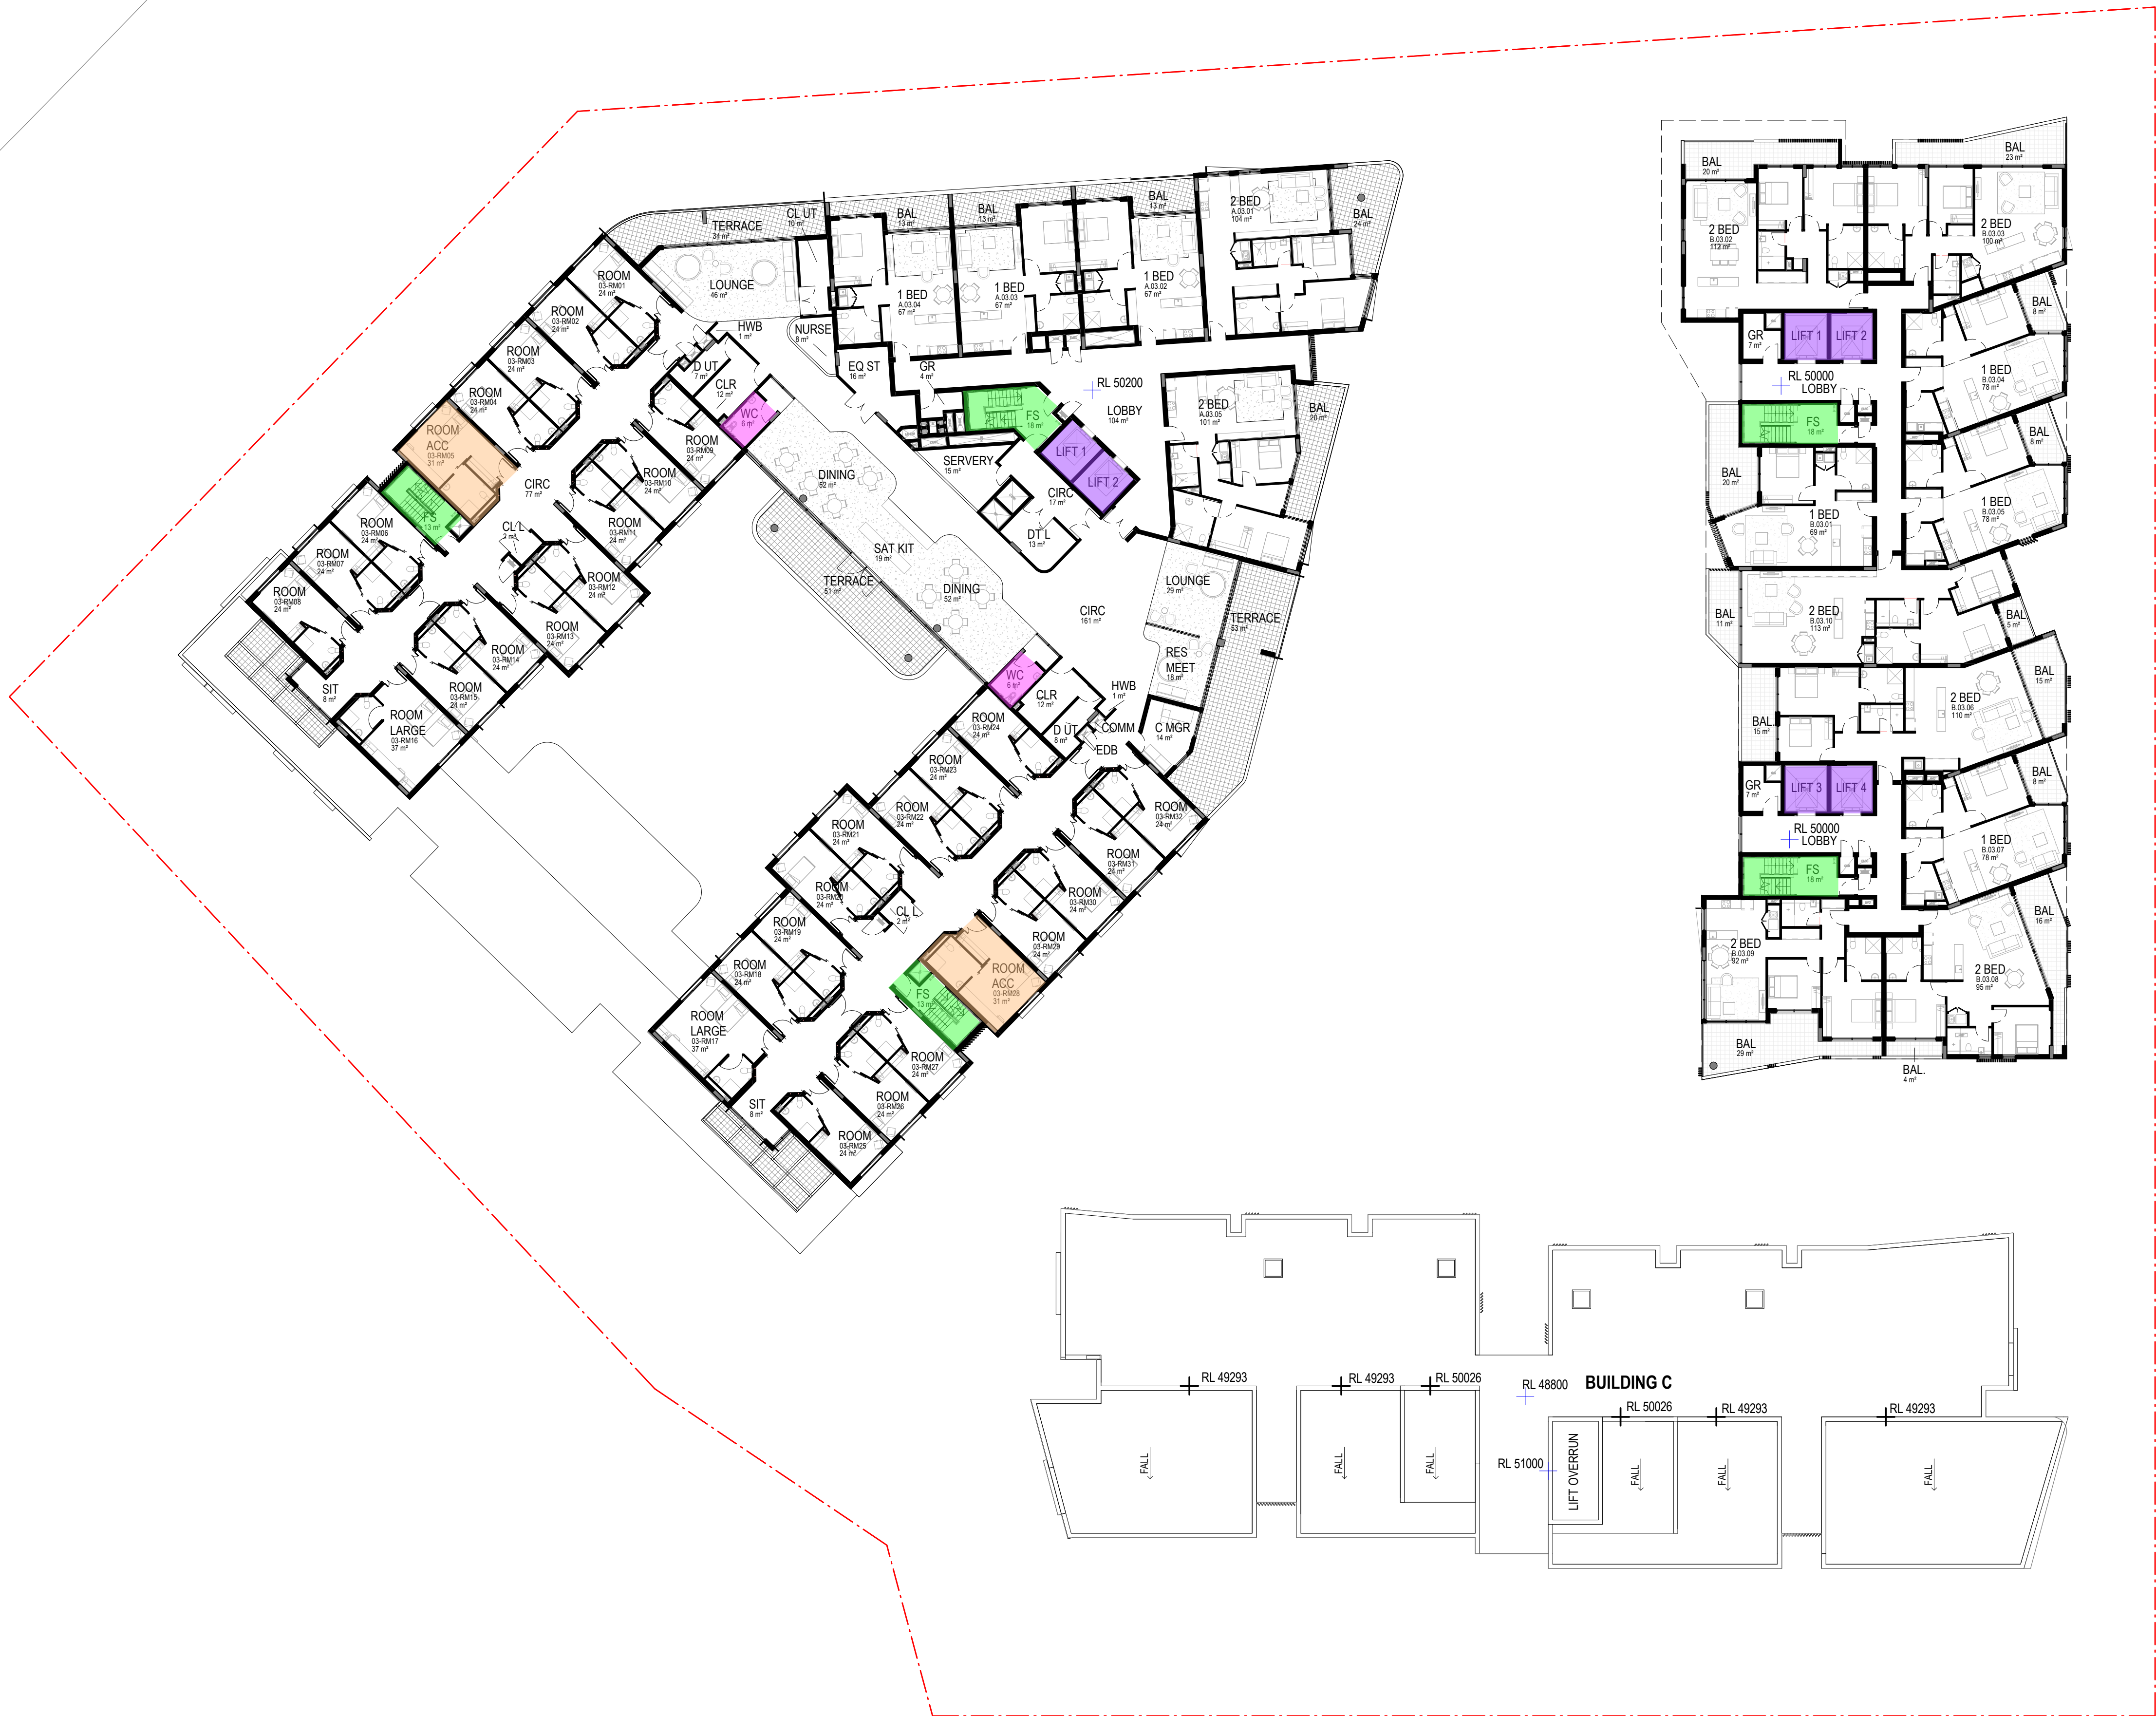 CL UT
10 m²
TERRACE
34 m²
BAL
13 m²
BAL
13 m²
BAL
13 m²
2 BED
A.03.01
104 m²
BAL
24 m²
LOUNGE
46 m²
1 BED
A.03.04
67 m²
1 BED
A.03.03
67 m²
1 BED
A.03.02
67 m²
HWB
1 m²
NURSE
8 m²
EQ ST
16 m²
GR
4 m²
RL 50200
LOBBY
104 m²
FS
18 m²
LIFT 1
LIFT 2
2 BED
A.03.05
101 m²
BAL
20 m²
ROOM
03-RM01
24 m²
ROOM
03-RM02
24 m²
ROOM
03-RM03
24 m²
ROOM
03-RM04
24 m²
ROOM
ACC
03-RM05
31 m²
FS
13 m²
ROOM
03-RM06
24 m²
ROOM
03-RM07
24 m²
ROOM
03-RM08
24 m²
D UT
7 m²
CLR
12 m²
WC
6 m²
ROOM
03-RM09
24 m²
ROOM
03-RM10
24 m²
ROOM
03-RM11
24 m²
ROOM
03-RM12
24 m²
ROOM
03-RM13
24 m²
ROOM
03-RM14
24 m²
ROOM
03-RM15
24 m²
ROOM
LARGE
03-RM16
37 m²
CIRC
77 m²
CL L
2 m²
SIT
8 m²
DINING
52 m²
SERVERY
15 m²
CIRC
17 m²
DT L
13 m²
SAT KIT
19 m²
TERRACE
51 m²
DINING
52 m²
LOUNGE
29 m²
CIRC
161 m²
TERRACE
53 m²
RES
MEET
18 m²
WC
6 m²
CLR
12 m²
HWB
1 m²
D UT
8 m²
COMM
EDB
C MGR
14 m²
ROOM
03-RM24
24 m²
ROOM
03-RM23
24 m²
ROOM
03-RM22
24 m²
ROOM
03-RM21
24 m²
ROOM
03-RM20
24 m²
ROOM
03-RM19
24 m²
ROOM
03-RM18
24 m²
ROOM
LARGE
03-RM17
37 m²
CL L
2 m²
ROOM
03-RM32
24 m²
ROOM
03-RM31
24 m²
ROOM
03-RM30
24 m²
ROOM
03-RM29
24 m²
ROOM
ACC
03-RM28
31 m²
FS
13 m²
ROOM
03-RM27
24 m²
ROOM
03-RM26
24 m²
ROOM
03-RM25
24 m²
SIT
8 m²
BAL
20 m²
BAL
23 m²
2 BED
B.03.02
112 m²
2 BED
B.03.03
100 m²
GR
7 m²
LIFT 1
LIFT 2
BAL
8 m²
RL 50000
LOBBY
1 BED
B.03.04
78 m²
FS
18 m²
BAL
8 m²
BAL
20 m²
1 BED
B.03.01
69 m²
1 BED
B.03.05
78 m²
BAL
11 m²
2 BED
B.03.10
113 m²
BAL.
5 m²
BAL
15 m²
2 BED
B.03.06
110 m²
BAL.
15 m²
GR
7 m²
LIFT 3
LIFT 4
BAL
8 m²
RL 50000
LOBBY
1 BED
B.03.07
78 m²
FS
18 m²
BAL
16 m²
2 BED
B.03.09
92 m²
2 BED
B.03.08
95 m²
BAL
29 m²
BAL.
4 m²
RL 49293
RL 49293
RL 50026
RL 48800
BUILDING C
RL 50026
RL 49293
RL 49293
RL 51000
LIFT OVERRUN
FALL
FALL
FALL
FALL
FALL
FALL